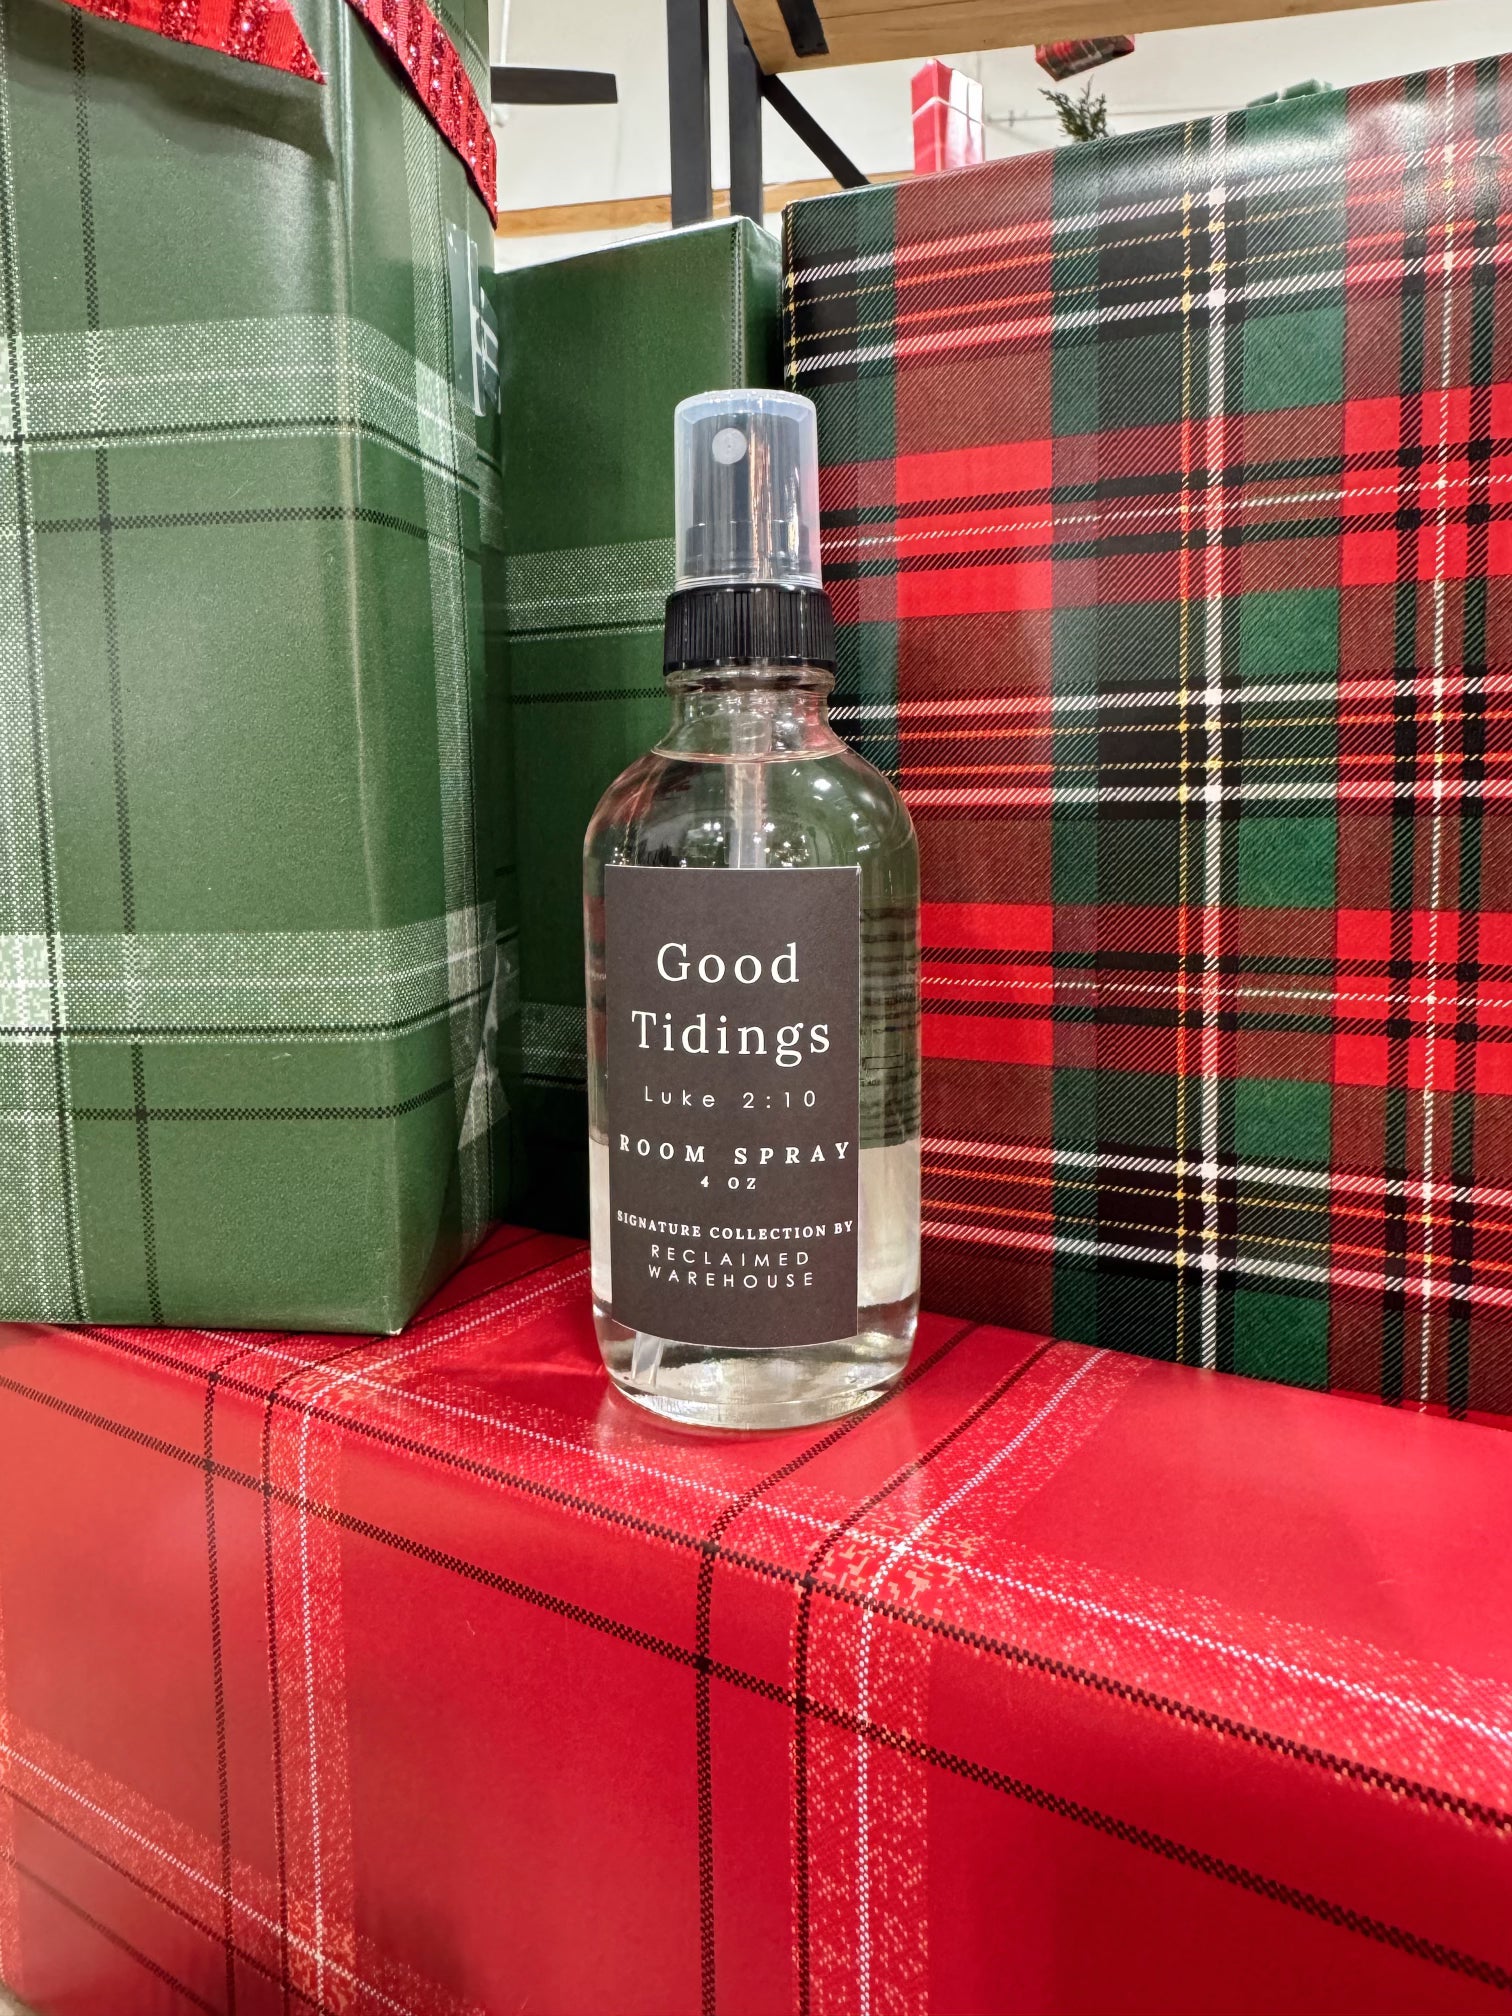 Good
Tidings
Luke 2:10
ROOM SPRAY
4 OZ
SIGNATURE COLLECTION BY
RECLAIMED
WAREHOUSE